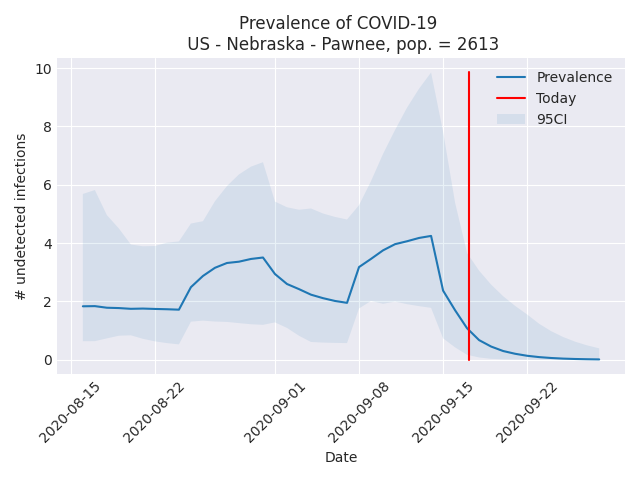 Prevalence of COVID-19
US - Nebraska - Pawnee, pop. = 2613
# undetected infections
10
8
6
4
2
0
Prevalence
Today
95CI
2020-08-15
2020-08-22
2020-09-01
2020-09-08
2020-09-15
2020-09-22
Date